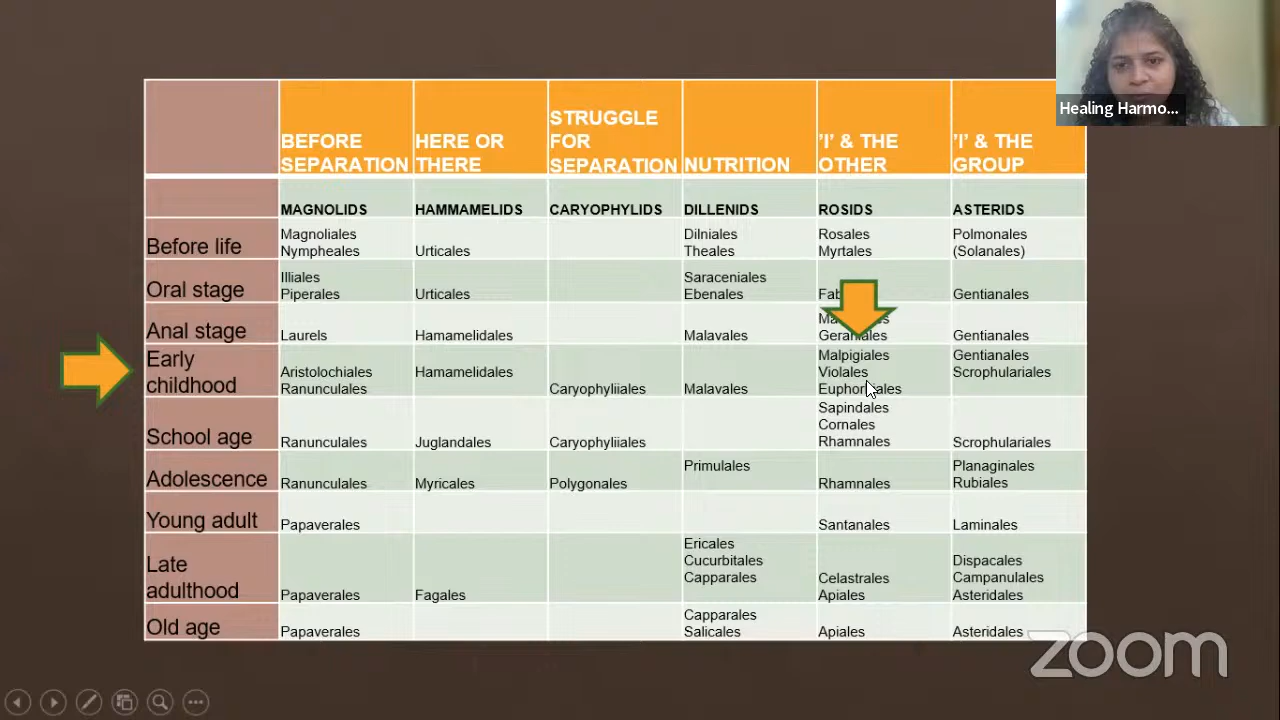 Healing Harmo...
BEFORE SEPARATION
HERE OR THERE
STRUGGLE FOR SEPARATION
NUTRITION
'I' & THE OTHER
'I' & THE GROUP
MAGNOLIDS
HAMMAMELIDS
CARYOPHYLIDS
DILLENIDS
ROSIDS
ASTERIDS
Before life
Magnoliales
Nympheales
Urticales
Dilniales
Theales
Rosales
Myrtales
Polmonales
(Solanales)
Oral stage
Illiales
Piperales
Urticales
Saraceniales
Ebenales
Gentianales
Anal stage
Laurels
Hamamelidales
Malavales
Geraniales
Gentianales
Early
childhood
Aristolochiales
Ranunculales
Hamamelidales
Caryophyliiales
Malavales
Malpigiales
Violales
Gentianales
Scrophulariales
School age
Ranunculales
Juglandales
Caryophyliiales
Sapindales
Cornales
Rhamnales
Scrophulariales
Adolescence
Ranunculales
Myricales
Polygonales
Primulales
Rhamnales
Planaginales
Rubiales
Young adult
Papaverales
Santanales
Laminales
Late
adulthood
Papaverales
Fagales
Ericales
Cucurbitales
Capparales
Celastrales
Apiales
Dispacales
Campanulales
Asteridales
Old age
Papaverales
Capparales
Salicales
Apiales
Asteridales
zoom